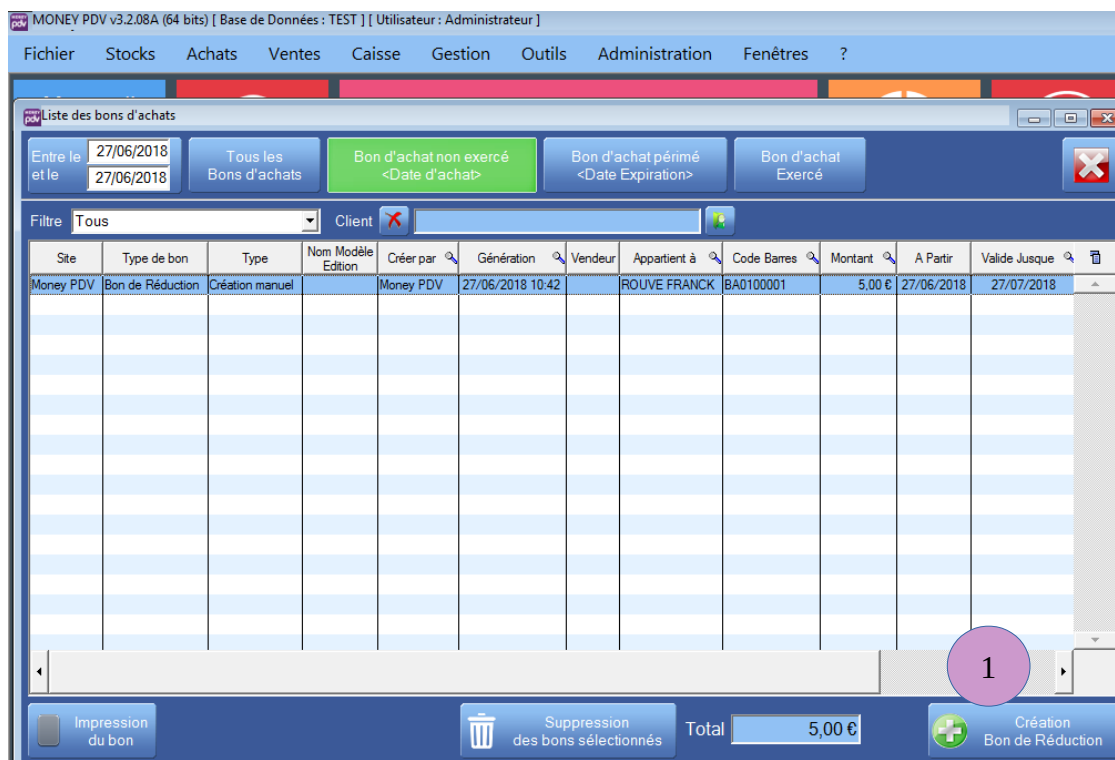 MONEY PDV v3.2.08A (64 bits) [ Base de Données : TEST ] [ Utilisateur : Administrateur ]
Fichier Stocks Achats Ventes Caisse Gestion Outils Administration Fenêtres ?
Liste des bons d'achats
Entre le 27/06/2018
et le 27/06/2018
Tous les
Bons d'achats
Bon d'achat non exercé
<Date d'achat>
Bon d'achat périmé
<Date Expiration>
Bon d'achat
Exercé
Filtre Tous Client
Site Type de bon Type Nom Modèle Edition Créer par Génération Vendeur Appartient à Code Barres Montant A Partir Valide Jusque
Money PDV Bon de Réduction Création manuel Money PDV 27/06/2018 10:42 ROUVE FRANCK BA0100001 5,00 € 27/06/2018 27/07/2018
1
Impression
du bon
Suppression
des bons sélectionnés
Total 5,00 €
Création
Bon de Réduction